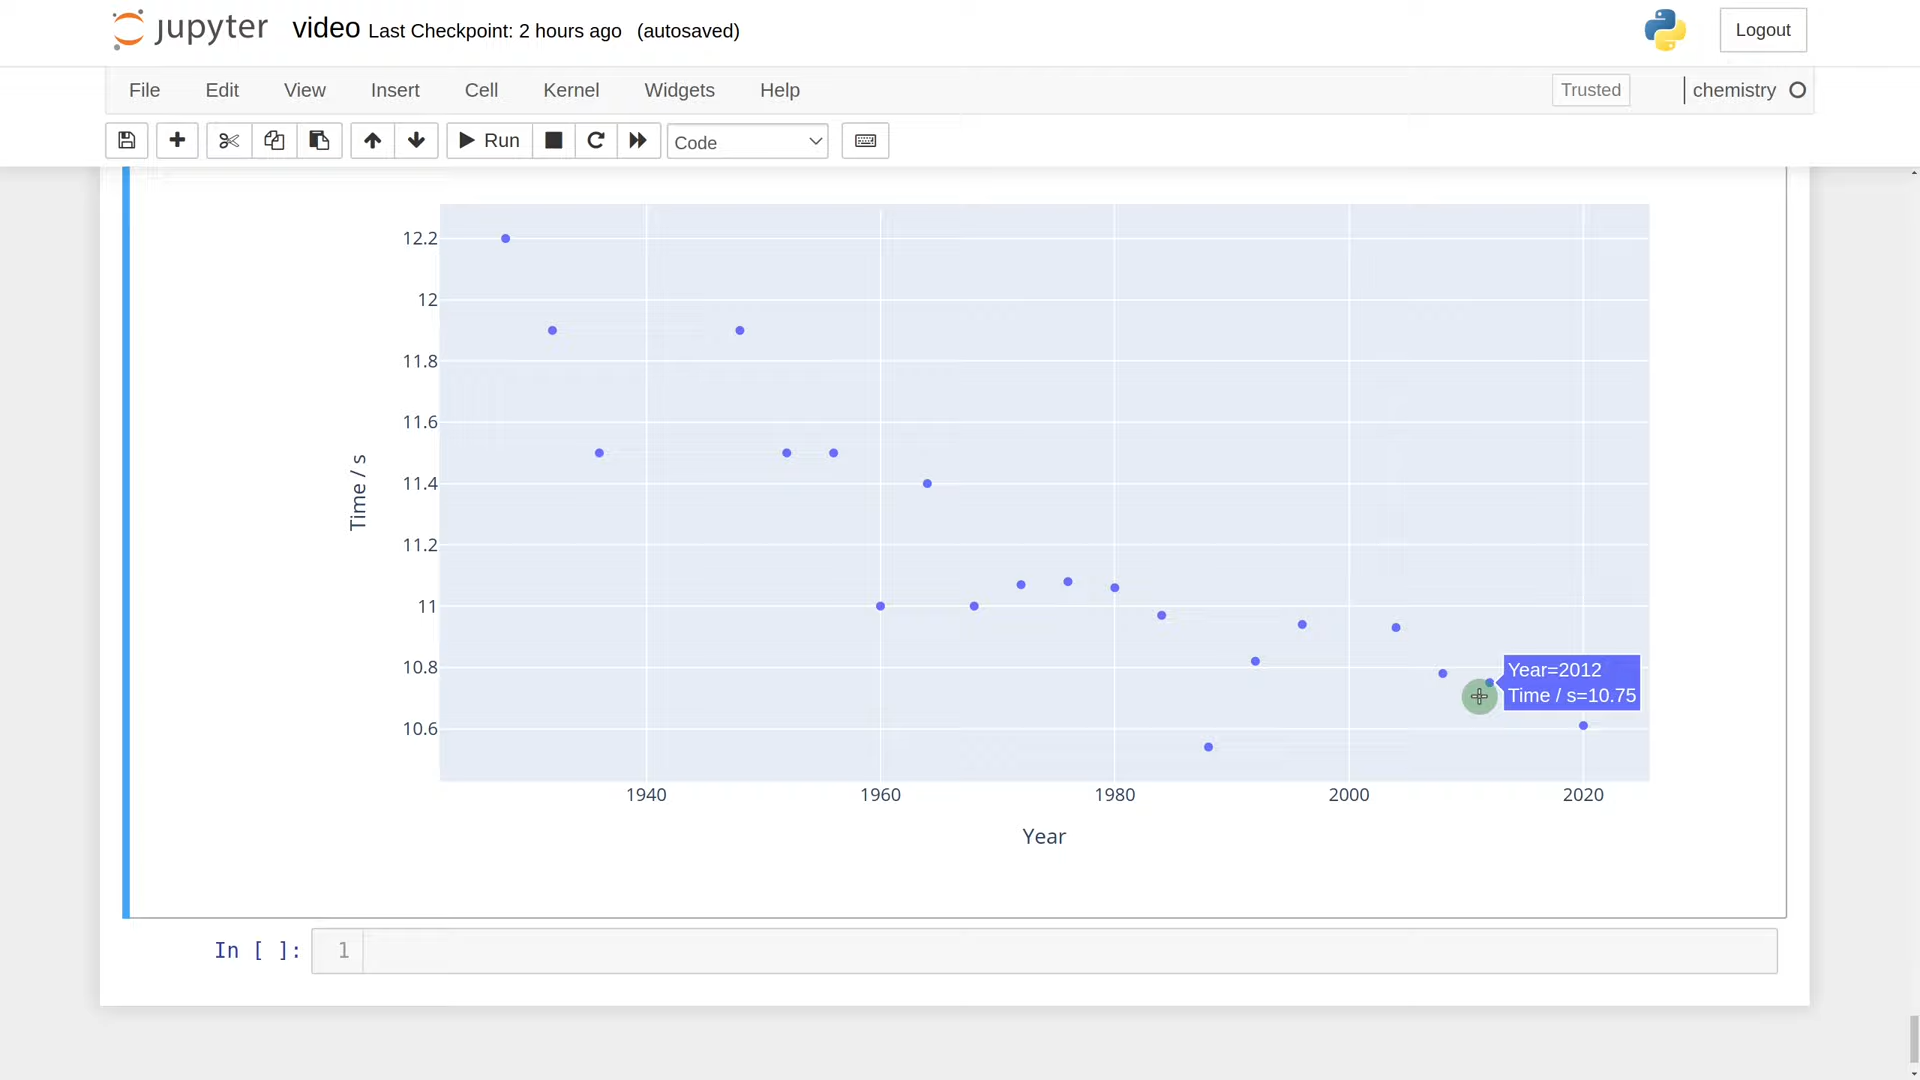 jupyter video Last Checkpoint: 2 hours ago (autosaved) Logout
File Edit View Insert Cell Kernel Widgets Help Trusted chemistry
Run Code
12.2
12
11.8
11.6
11.4
11.2
11
10.8
10.6
Time / s
Year=2012
Time / s=10.75
1940 1960 1980 2000 2020
Year
In [ ]: 1